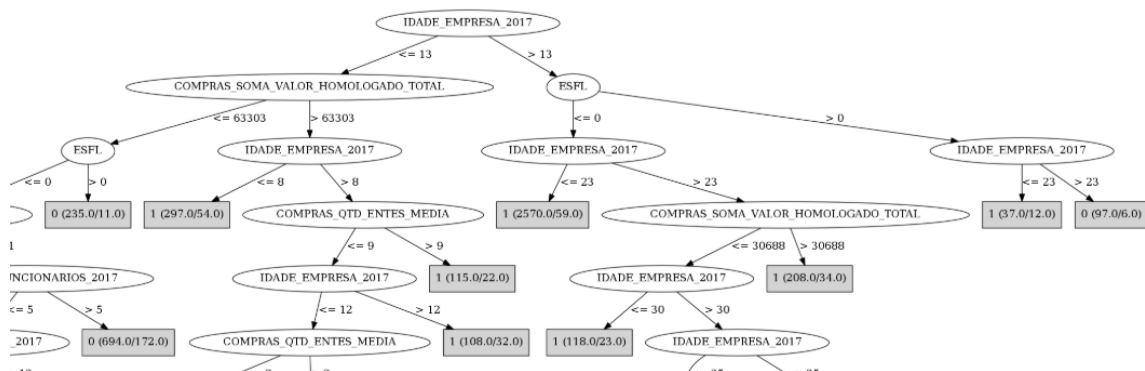 IDADE_EMPRESA_2017
<= 13 > 13
COMPRAS_SOMA_VALOR_HOMOLOGADO_TOTAL ESFL
<= 63303 > 63303 <= 0 > 0
ESFL IDADE_EMPRESA_2017 IDADE_EMPRESA_2017 IDADE_EMPRESA_2017
<= 0 > 0 <= 8 > 8 <= 23 > 23 <= 23 > 23
0 (235.0/11.0) 1 (297.0/54.0) COMPRAS_QTD_ENTES_MEDIA 1 (2570.0/59.0) COMPRAS_SOMA_VALOR_HOMOLOGADO_TOTAL 1 (37.0/12.0) 0 (97.0/6.0)
<= 9 > 9 <= 30688 > 30688
UNCIONARIOS_2017 IDADE_EMPRESA_2017 1 (115.0/22.0) IDADE_EMPRESA_2017 1 (208.0/34.0)
<= 5 > 5 <= 12 > 12 <= 30 > 30
_2017 0 (694.0/172.0) COMPRAS_QTD_ENTES_MEDIA 1 (108.0/32.0) 1 (118.0/23.0) IDADE_EMPRESA_2017